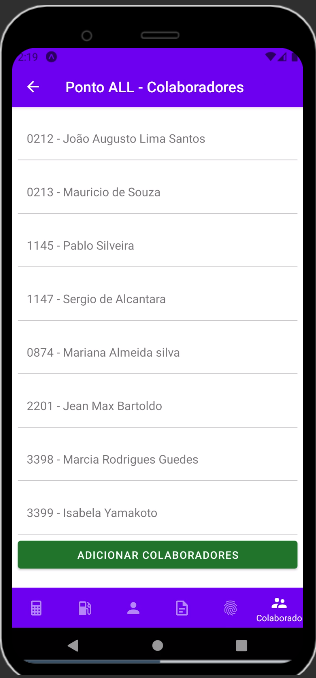 2:19
Ponto ALL - Colaboradores
0212 - João Augusto Lima Santos
0213 - Mauricio de Souza
1145 - Pablo Silveira
1147 - Sergio de Alcantara
0874 - Mariana Almeida silva
2201 - Jean Max Bartoldo
3398 - Marcia Rodrigues Guedes
3399 - Isabela Yamakoto
ADICIONAR COLABORADORES
Colaborado